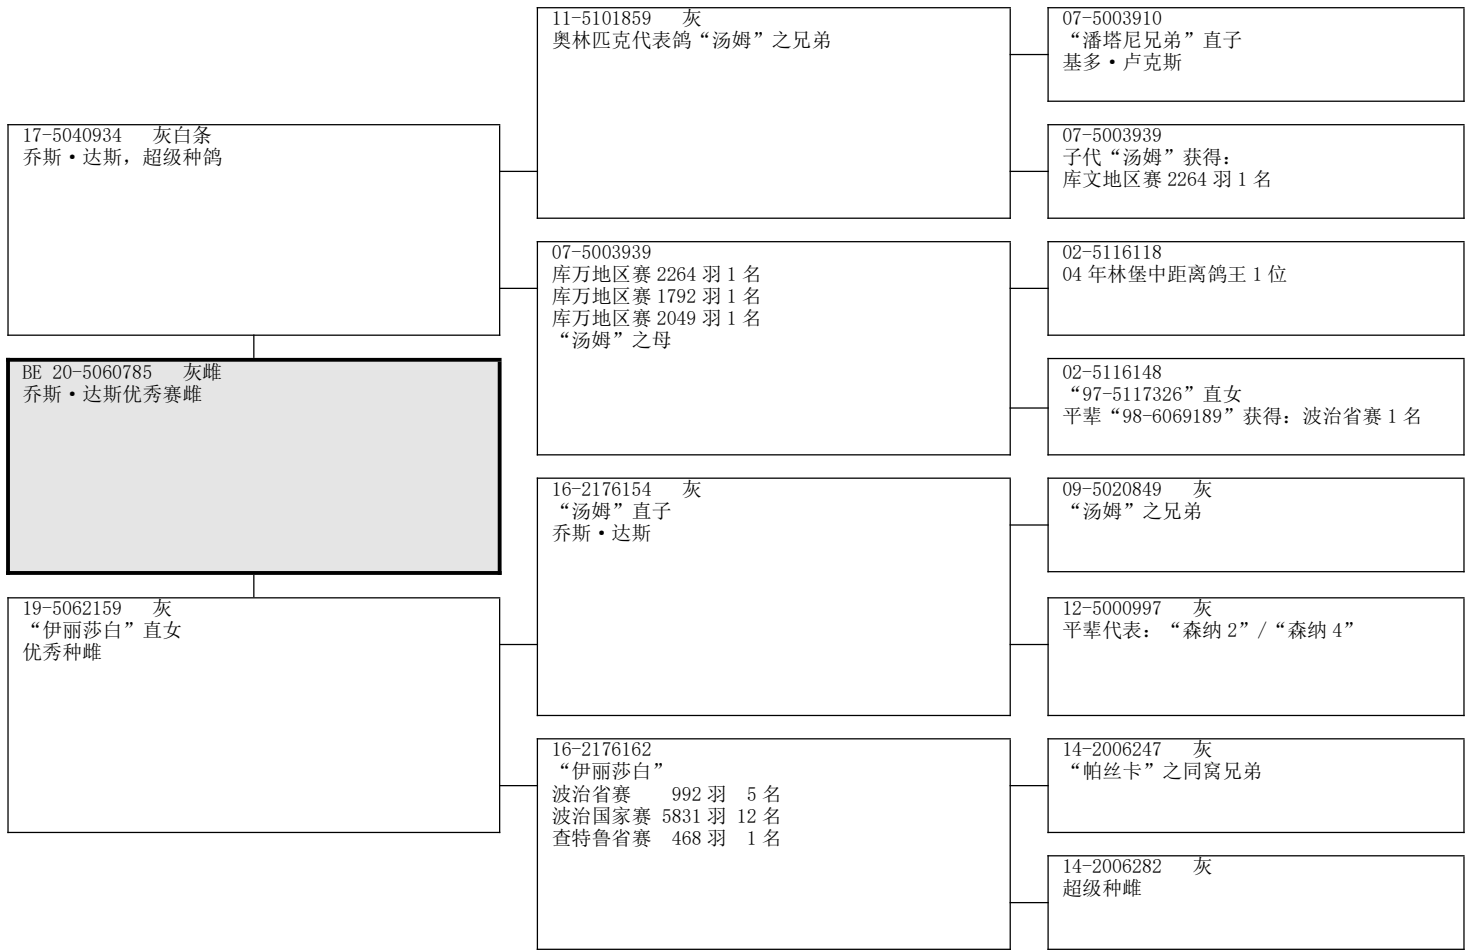 17-5040934 灰白条
乔斯·达斯，超级种鸽
BE 20-5060785 灰雌
乔斯·达斯优秀赛雌
19-5062159 灰
“伊丽莎白”直女
优秀种雌
11-5101859 灰
奥林匹克代表鸽“汤姆”之兄弟
07-5003939
库万地区赛 2264 羽 1 名
库万地区赛 1792 羽 1 名
库万地区赛 2049 羽 1 名
“汤姆”之母
16-2176154 灰
“汤姆”直子
乔斯·达斯
16-2176162
“伊丽莎白”
波治省赛 992 羽 5 名
波治国家赛 5831 羽 12 名
查特鲁省赛 468 羽 1 名
07-5003910
“潘塔尼兄弟”直子
基多·卢克斯
07-5003939
子代“汤姆”获得：
库文地区赛 2264 羽 1 名
02-5116118
04 年林堡中距离鸽王 1 位
02-5116148
“97-5117326”直女
平辈“98-6069189”获得：波治省赛 1 名
09-5020849 灰
“汤姆”之兄弟
12-5000997 灰
平辈代表：“森纳 2”/“森纳 4”
14-2006247 灰
“帕丝卡”之同窝兄弟
14-2006282 灰
超级种雌